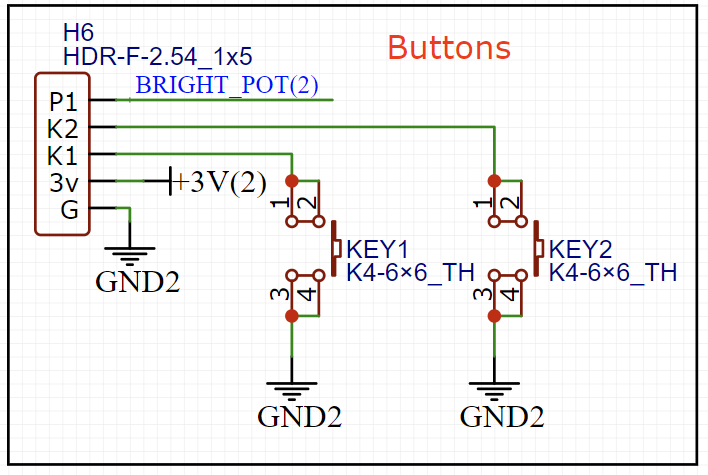 H6
HDR-F-2.54_1x5
Buttons
BRIGHT_POT(2)
P1
K2
K1
3v
+3V(2)
G
GND2
1
2
KEY1
K4-6×6_TH
3
4
GND2
1
2
KEY2
K4-6×6_TH
3
4
GND2